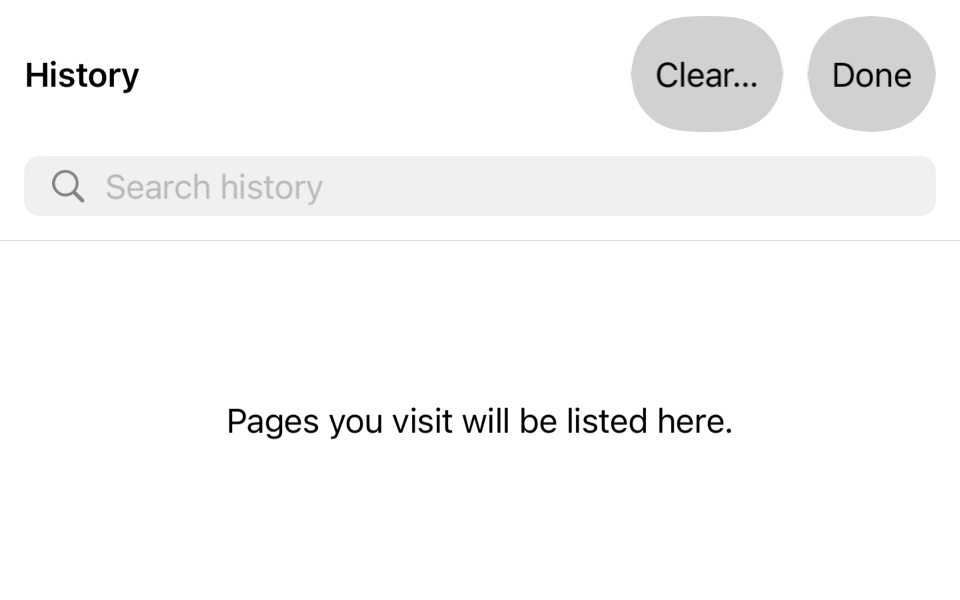 History
Clear...
Done
Search history
Pages you visit will be listed here.